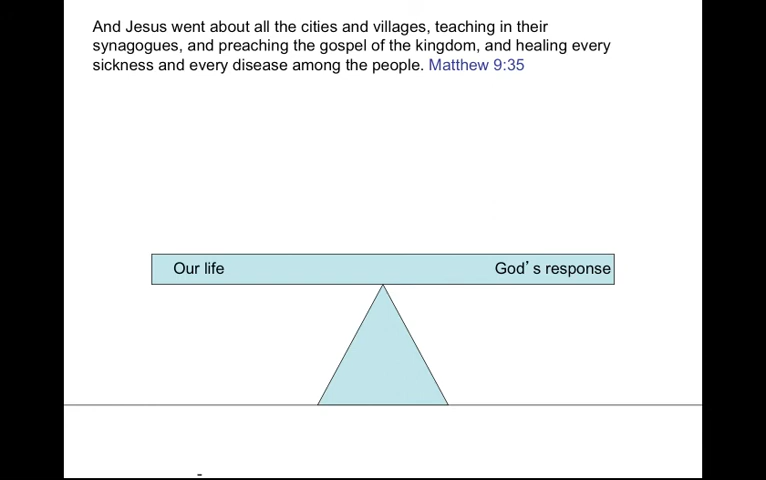 And Jesus went about all the cities and villages, teaching in their
synagogues, and preaching the gospel of the kingdom, and healing every
sickness and every disease among the people. Matthew 9:35
Our life
God’s response
-